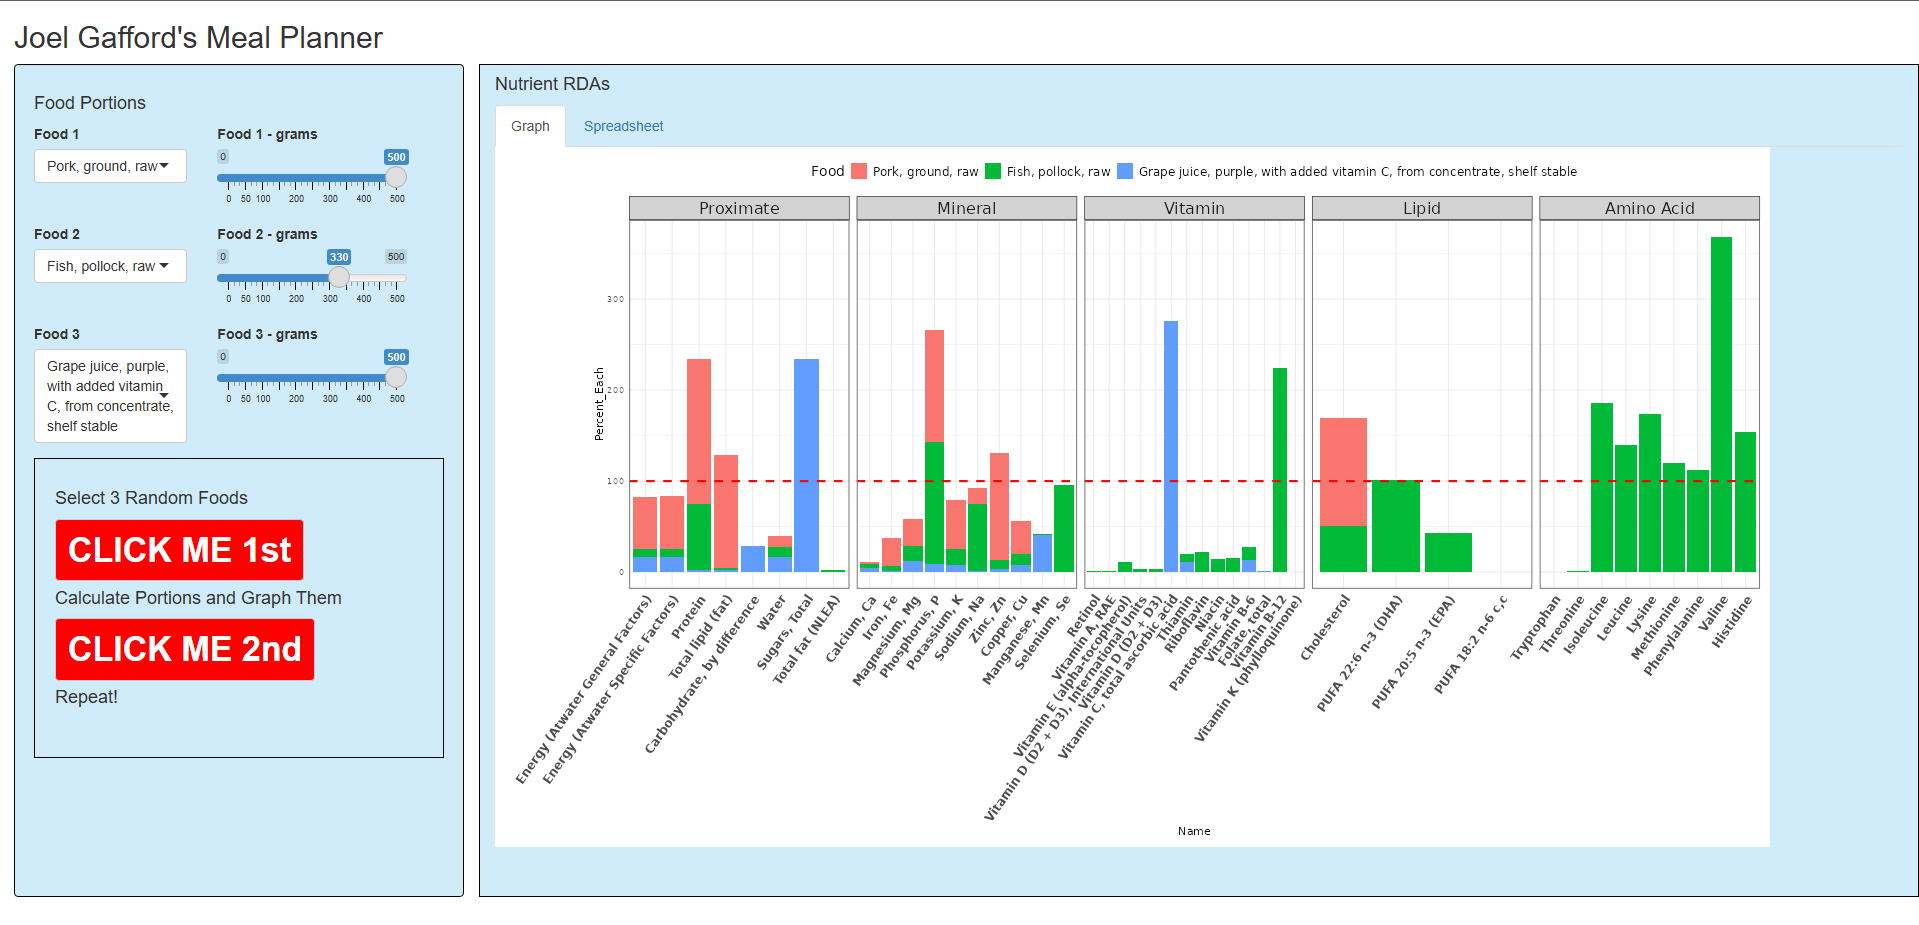 Joel Gafford's Meal Planner
Food Portions
Food 1
Food 1 - grams
Pork, ground, raw
0
500
0 50 100 200 300 400 500
Food 2
Food 2 - grams
Fish, pollock, raw
0
330
500
0 50 100 200 300 400 500
Food 3
Food 3 - grams
Grape juice, purple,
with added vitamin
C, from concentrate,
shelf stable
0
500
0 50 100 200 300 400 500
Select 3 Random Foods
CLICK ME 1st
Calculate Portions and Graph Them
CLICK ME 2nd
Repeat!
Nutrient RDAs
Graph
Spreadsheet
Food Pork, ground, raw Fish, pollock, raw Grape juice, purple, with added vitamin C, from concentrate, shelf stable
Proximate
Mineral
Vitamin
Lipid
Amino Acid
Percent_Each
300
200
100
0
Energy (Atwater General Factors)
Energy (Atwater Specific Factors)
Protein
Total lipid (fat)
Carbohydrate, by difference
Water
Sugars, Total
Total fat (NLEA)
Calcium, Ca
Iron, Fe
Magnesium, Mg
Phosphorus, P
Potassium, K
Sodium, Na
Zinc, Zn
Copper, Cu
Manganese, Mn
Selenium, Se
Retinol
Vitamin A, RAE
Vitamin E (alpha-tocopherol)
Vitamin D (D2 + D3), International Units
Vitamin D (D2 + D3)
Vitamin C, total ascorbic acid
Thiamin
Riboflavin
Niacin
Pantothenic acid
Vitamin B-6
Folate, total
Vitamin B-12
Vitamin K (phylloquinone)
Cholesterol
PUFA 22:6 n-3 (DHA)
PUFA 20:5 n-3 (EPA)
PUFA 18:2 n-6 c,c
Tryptophan
Threonine
Isoleucine
Leucine
Lysine
Methionine
Phenylalanine
Valine
Histidine
Name